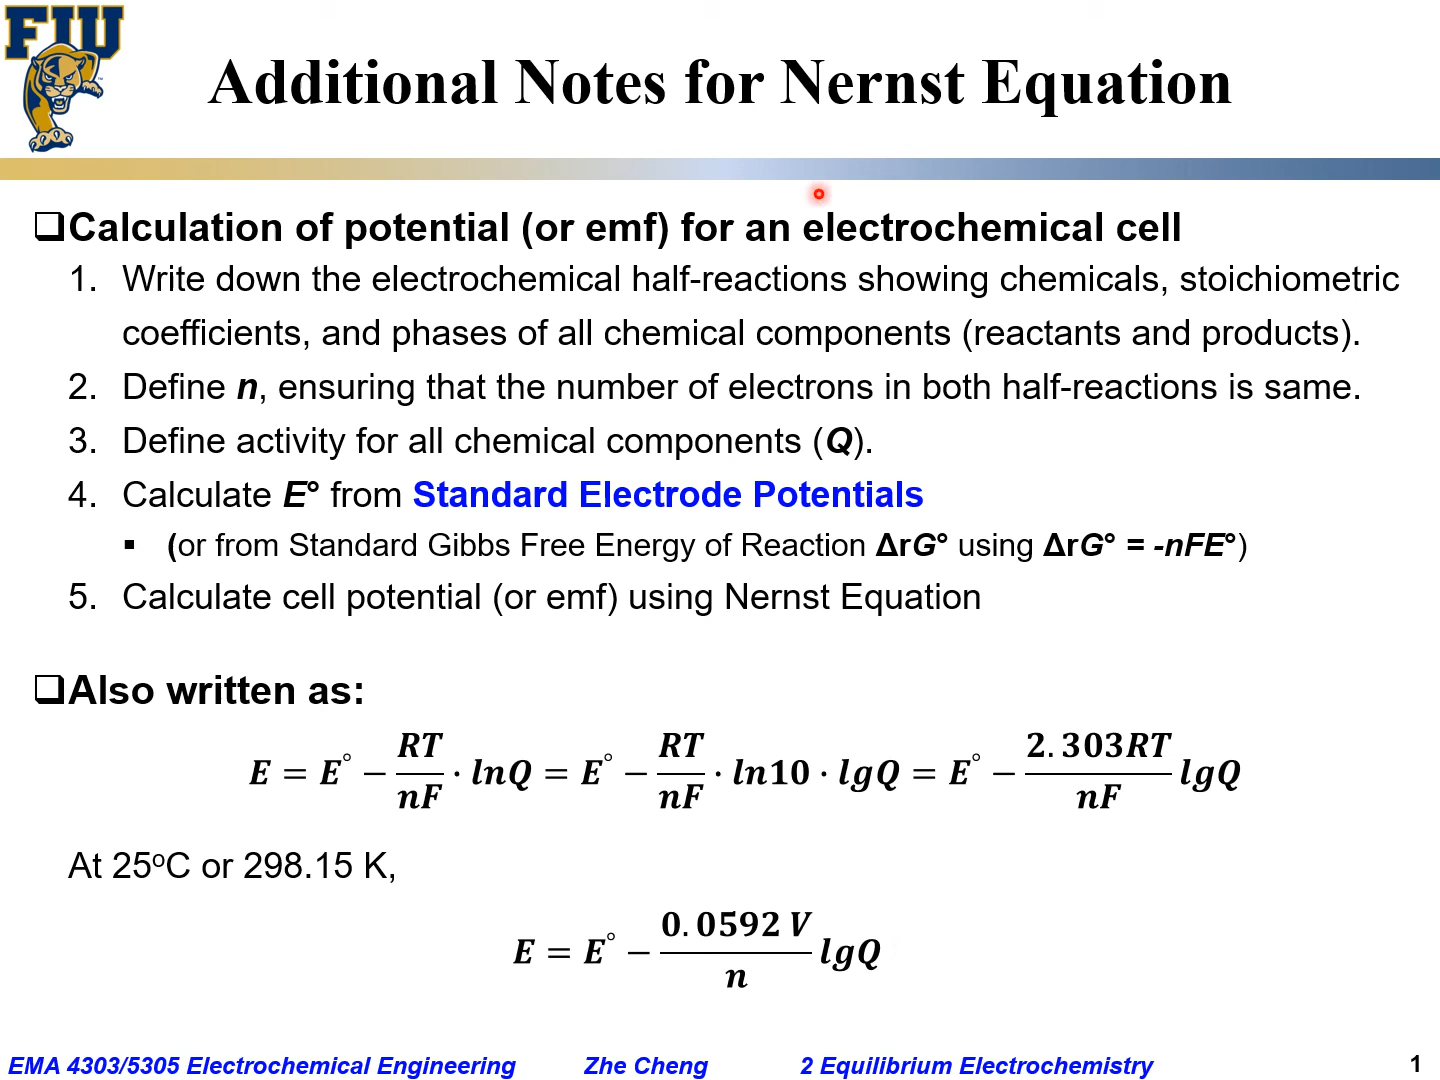 FIU
Additional Notes for Nernst Equation
❑Calculation of potential (or emf) for an electrochemical cell
1. Write down the electrochemical half-reactions showing chemicals, stoichiometric
coefficients, and phases of all chemical components (reactants and products).
2. Define n, ensuring that the number of electrons in both half-reactions is same.
3. Define activity for all chemical components (Q).
4. Calculate E° from Standard Electrode Potentials
▪ (or from Standard Gibbs Free Energy of Reaction ΔrG° using ΔrG° = -nFE°)
5. Calculate cell potential (or emf) using Nernst Equation
❑Also written as:
E = E° − RT/nF · lnQ = E° − RT/nF · ln10 · lgQ = E° − 2.303RT/nF lgQ
At 25°C or 298.15 K,
E = E° − 0.0592 V/n lgQ
EMA 4303/5305 Electrochemical Engineering Zhe Cheng 2 Equilibrium Electrochemistry 1